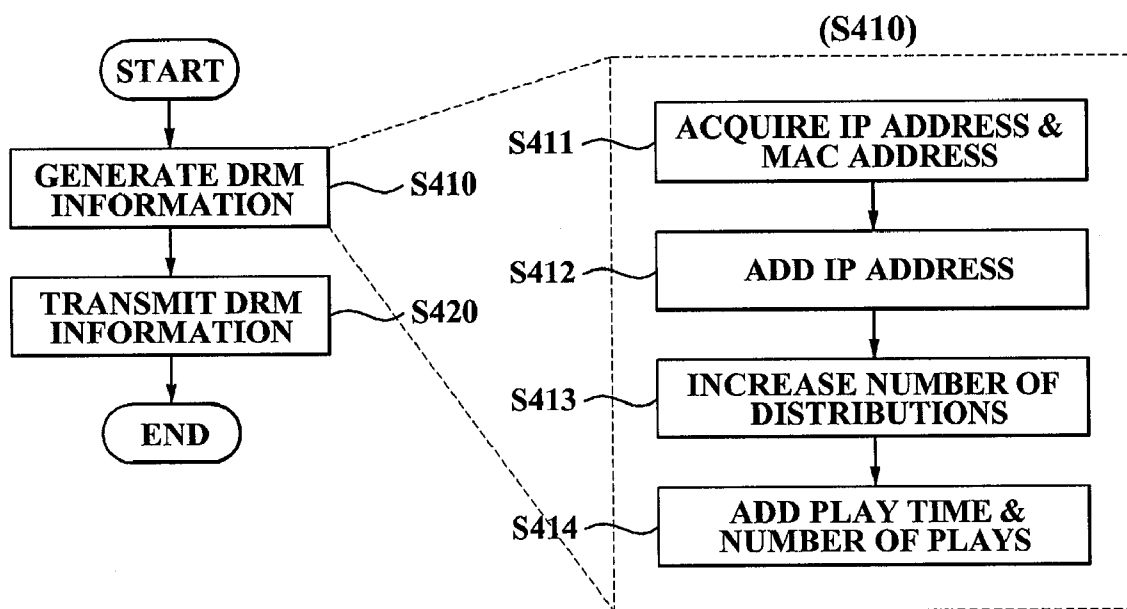 START
GENERATE DRM
INFORMATION
S410
TRANSMIT DRM
INFORMATION
S420
END
(S410)
S411
ACQUIRE IP ADDRESS &
MAC ADDRESS
S412
ADD IP ADDRESS
S413
INCREASE NUMBER OF
DISTRIBUTIONS
S414
ADD PLAY TIME &
NUMBER OF PLAYS